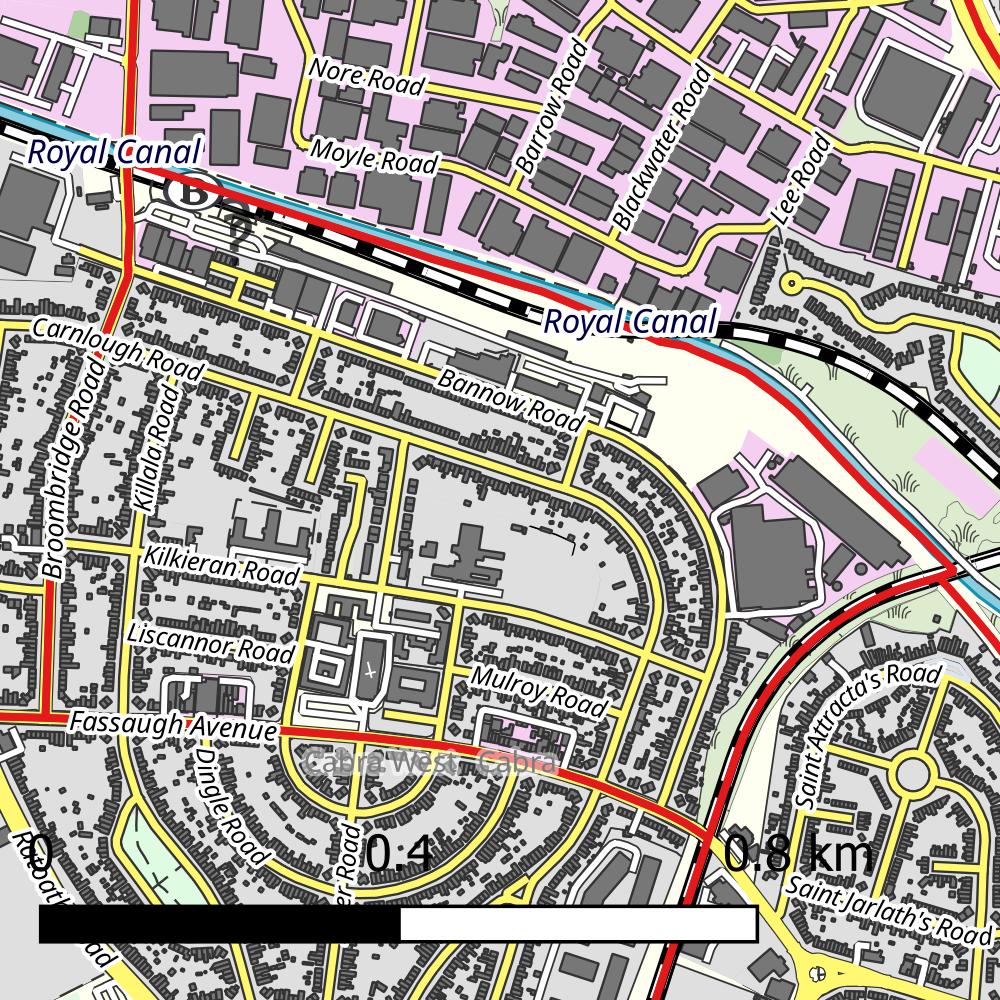 Nore Road
Barrow Road
Blackwater Road
Royal Canal
Moyle Road
Lee Road
B
?
Royal Canal
Carnlough Road
Bannow Road
Broombridge Road
Killala Road
Kilkieran Road
Liscannor Road
Mulroy Road
Saint Attracta's Road
Fassaugh Avenue
Cabra West
Cabra
Dingle Road
0
0.4
0.8 km
er Road
Saint Jarlath's Road